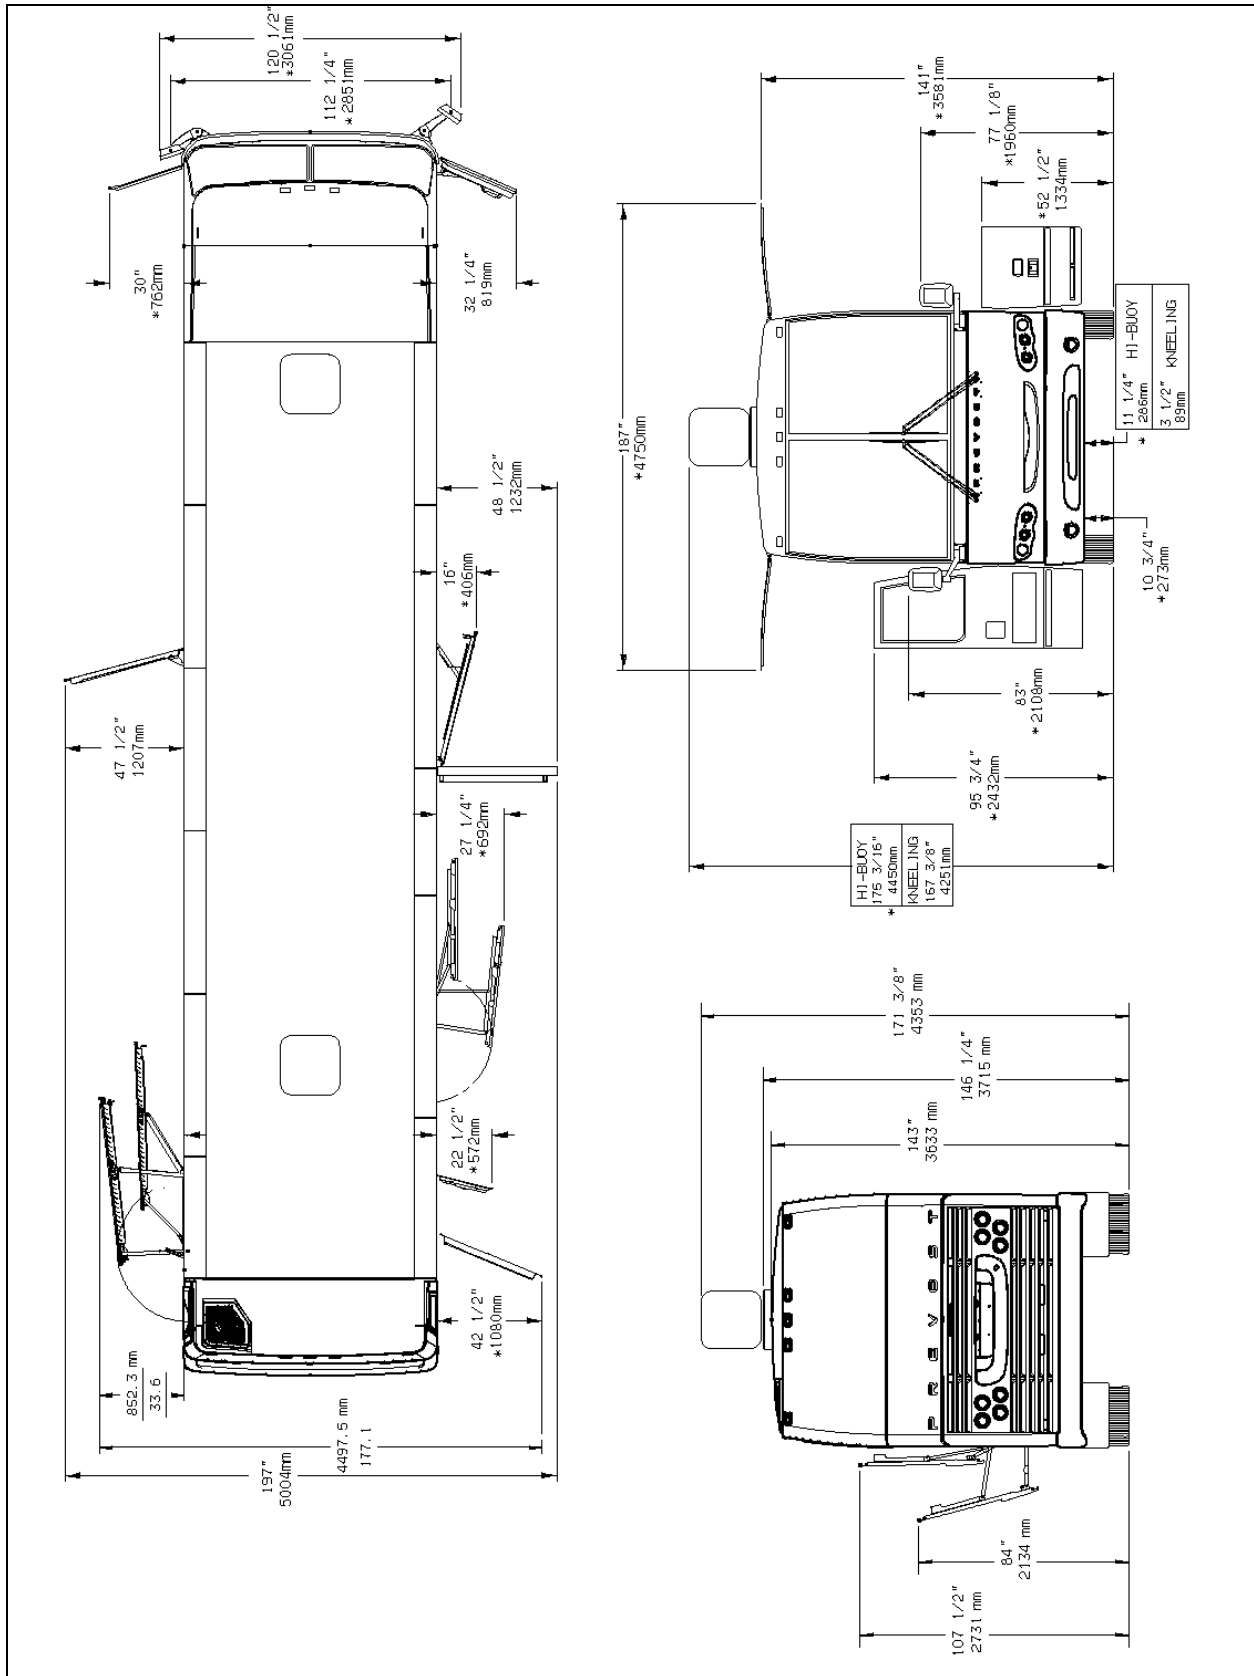 120 1/2"
*3061mm
112 1/4"
*2851mm
30"
*762mm
32 1/4"
819mm
48 1/2"
1232mm
16"
*406mm
47 1/2"
1207mm
27 1/4"
*692mm
22 1/2"
*572mm
42 1/2"
*1080mm
852.3 mm
33.6
4497.5 mm
177.1
197"
5004mm
141"
*3581mm
77 1/8"
*1960mm
*52 1/2"
1334mm
187"
*4750mm
PREVOST
11 1/4" HI-BUOY
286mm
*
3 1/2" KNEELING
89mm
10 3/4"
*273mm
83"
*2108mm
95 3/4"
*2432mm
HI-BUOY
175 3/16"
* 4450mm
KNEELING
167 3/8"
4251mm
171 3/8"
4353 mm
146 1/4"
3715 mm
143"
3633 mm
PREVOST
84"
2134 mm
107 1/2"
2731 mm